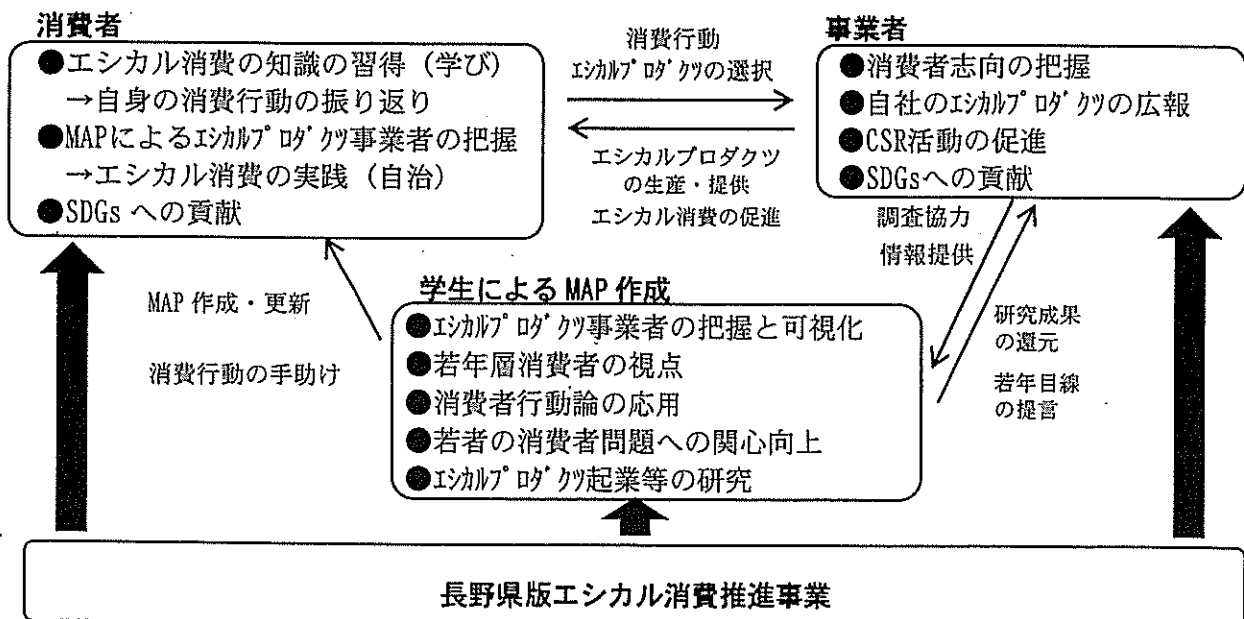 消費者
●エシカル消費の知識の習得（学び）
→自身の消費行動の振り返り
●MAPによるｴｼｶﾙﾌﾟﾛﾀﾞｸﾂ事業者の把握
→エシカル消費の実践（自治）
●SDGs への貢献
消費行動
ｴｼｶﾙﾌﾟﾛﾀﾞｸﾂの選択
エシカルプロダクツ
の生産・提供
エシカル消費の促進
事業者
●消費者志向の把握
●自社のｴｼｶﾙﾌﾟﾛﾀﾞｸﾂの広報
●CSR活動の促進
●SDGsへの貢献
調査協力
情報提供
MAP 作成・更新
消費行動の手助け
学生による MAP 作成
●ｴｼｶﾙﾌﾟﾛﾀﾞｸﾂ事業者の把握と可視化
●若年層消費者の視点
●消費者行動論の応用
●若者の消費者問題への関心向上
●ｴｼｶﾙﾌﾟﾛﾀﾞｸﾂ起業等の研究
研究成果
の還元
若年目線
の提言
長野県版エシカル消費推進事業